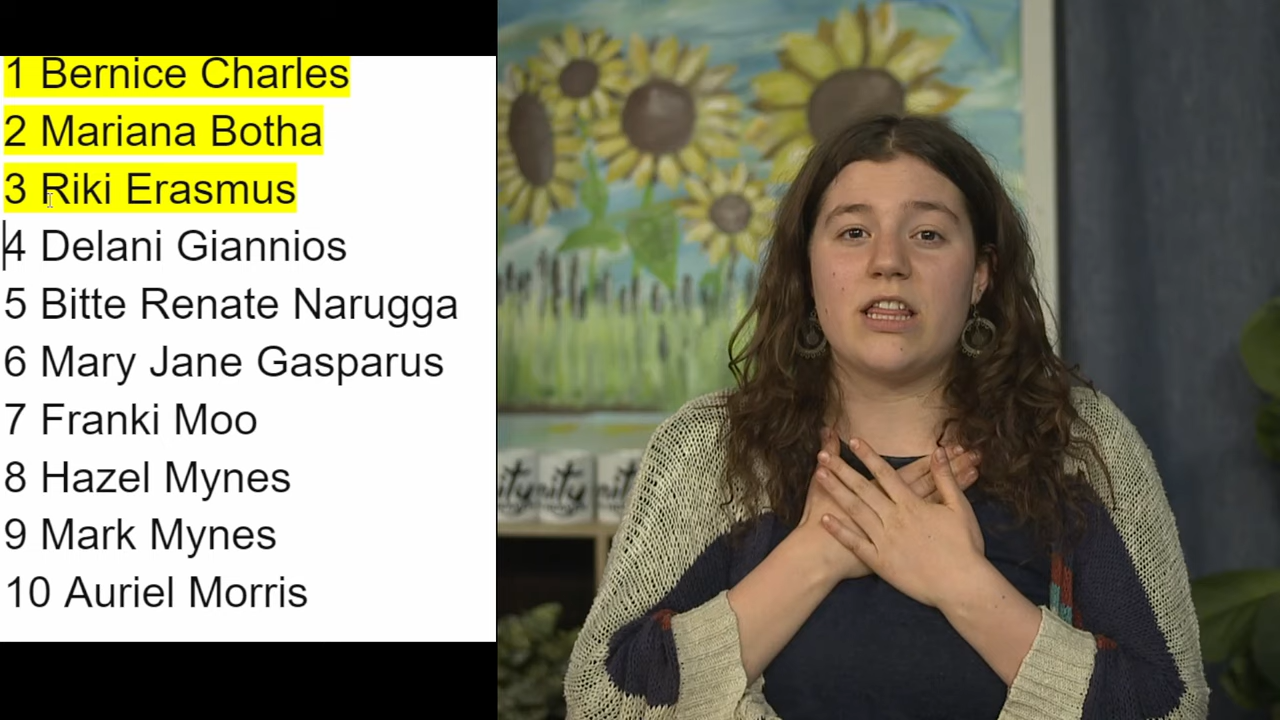 1 Bernice Charles
2 Mariana Botha
3 Riki Erasmus
4 Delani Giannios
5 Bitte Renate Narugga
6 Mary Jane Gasparus
7 Franki Moo
8 Hazel Mynes
9 Mark Mynes
10 Auriel Morris